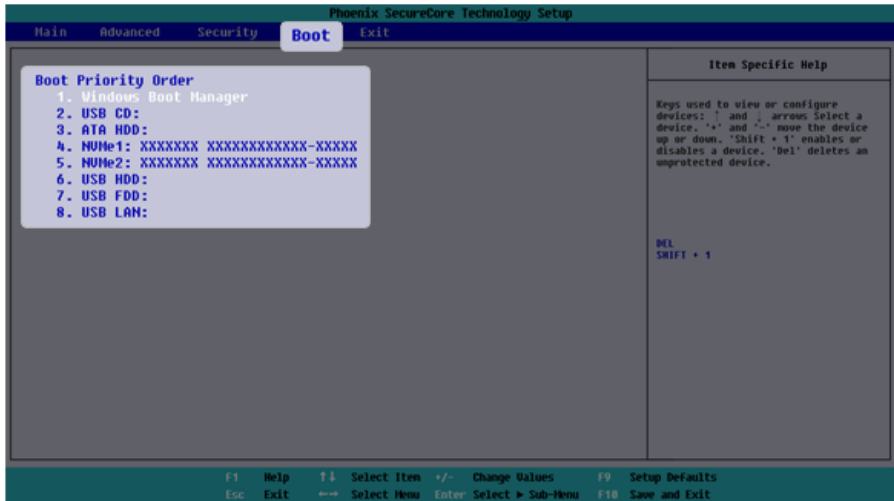 Phoenix SecureCore Technology Setup
Main Advanced Security Boot Exit
Boot Priority Order
1. Windows Boot Manager
2. USB CD:
3. ATA HDD:
4. NVMe1: XXXXXXX XXXXXXXXXXXX-XXXXX
5. NVMe2: XXXXXXX XXXXXXXXXXXX-XXXXX
6. USB HDD:
7. USB FDD:
8. USB LAN:
Item Specific Help
Keys used to view or configure
devices: ↑ and ↓ arrows Select a
device. '+' and '-' move the device
up or down. 'Shift + 1' enables or
disables a device. 'Del' deletes an
unprotected device.
DEL
SHIFT + 1
F1 Help ↑↓ Select Item +/- Change Values F9 Setup Defaults
Esc Exit ←→ Select Menu Enter Select ► Sub-Menu F10 Save and Exit